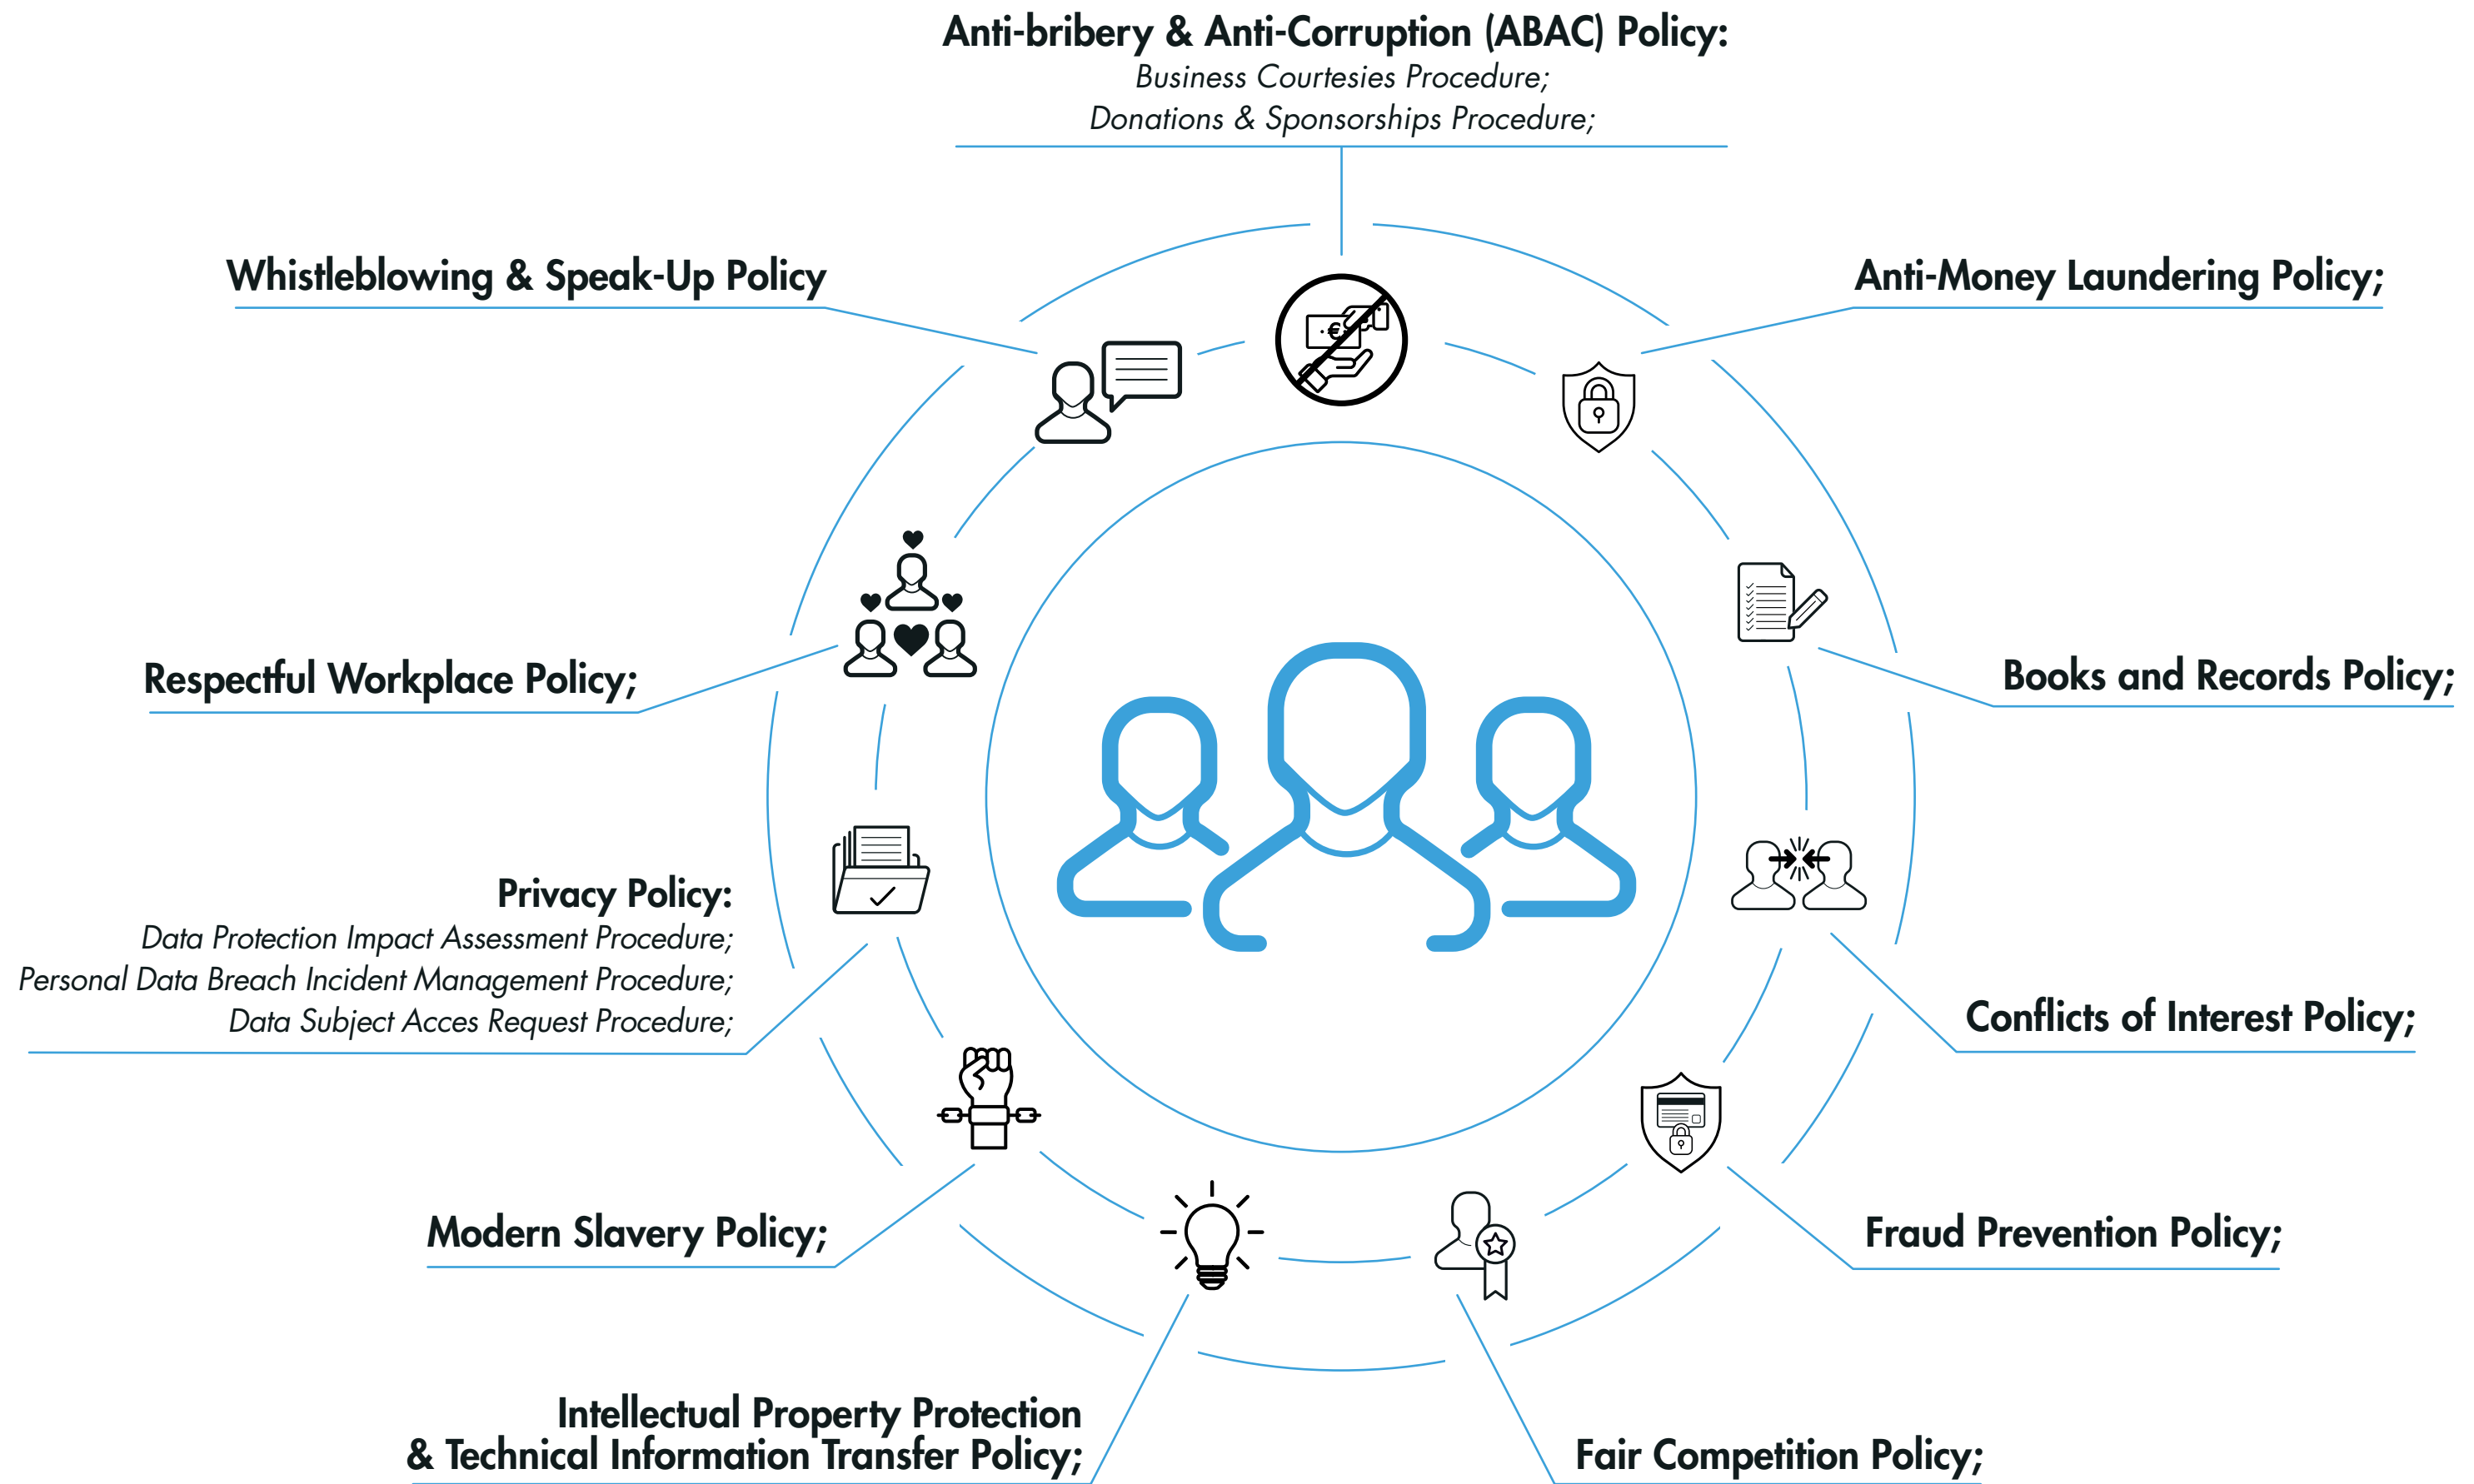 Anti-bribery & Anti-Corruption (ABAC) Policy:
Business Courtesies Procedure;
Donations & Sponsorships Procedure;
Anti-Money Laundering Policy;
Books and Records Policy;
Conflicts of Interest Policy;
Fraud Prevention Policy;
Fair Competition Policy;
Intellectual Property Protection
& Technical Information Transfer Policy;
Modern Slavery Policy;
Privacy Policy:
Data Protection Impact Assessment Procedure;
Personal Data Breach Incident Management Procedure;
Data Subject Acces Request Procedure;
Respectful Workplace Policy;
Whistleblowing & Speak-Up Policy
€